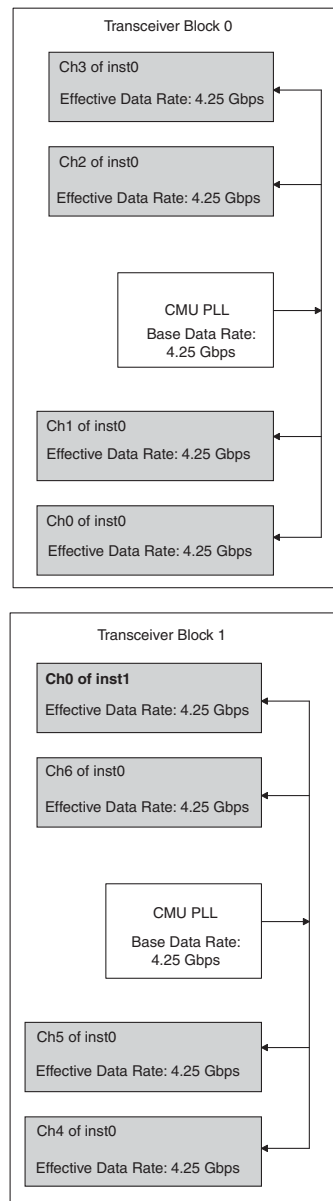 Transceiver Block 0
Ch3 of inst0
Effective Data Rate: 4.25 Gbps
Ch2 of inst0
Effective Data Rate: 4.25 Gbps
CMU PLL
Base Data Rate:
4.25 Gbps
Ch1 of inst0
Effective Data Rate: 4.25 Gbps
Ch0 of inst0
Effective Data Rate: 4.25 Gbps
Transceiver Block 1
Ch0 of inst1
Effective Data Rate: 4.25 Gbps
Ch6 of inst0
Effective Data Rate: 4.25 Gbps
CMU PLL
Base Data Rate:
4.25 Gbps
Ch5 of inst0
Effective Data Rate: 4.25 Gbps
Ch4 of inst0
Effective Data Rate: 4.25 Gbps